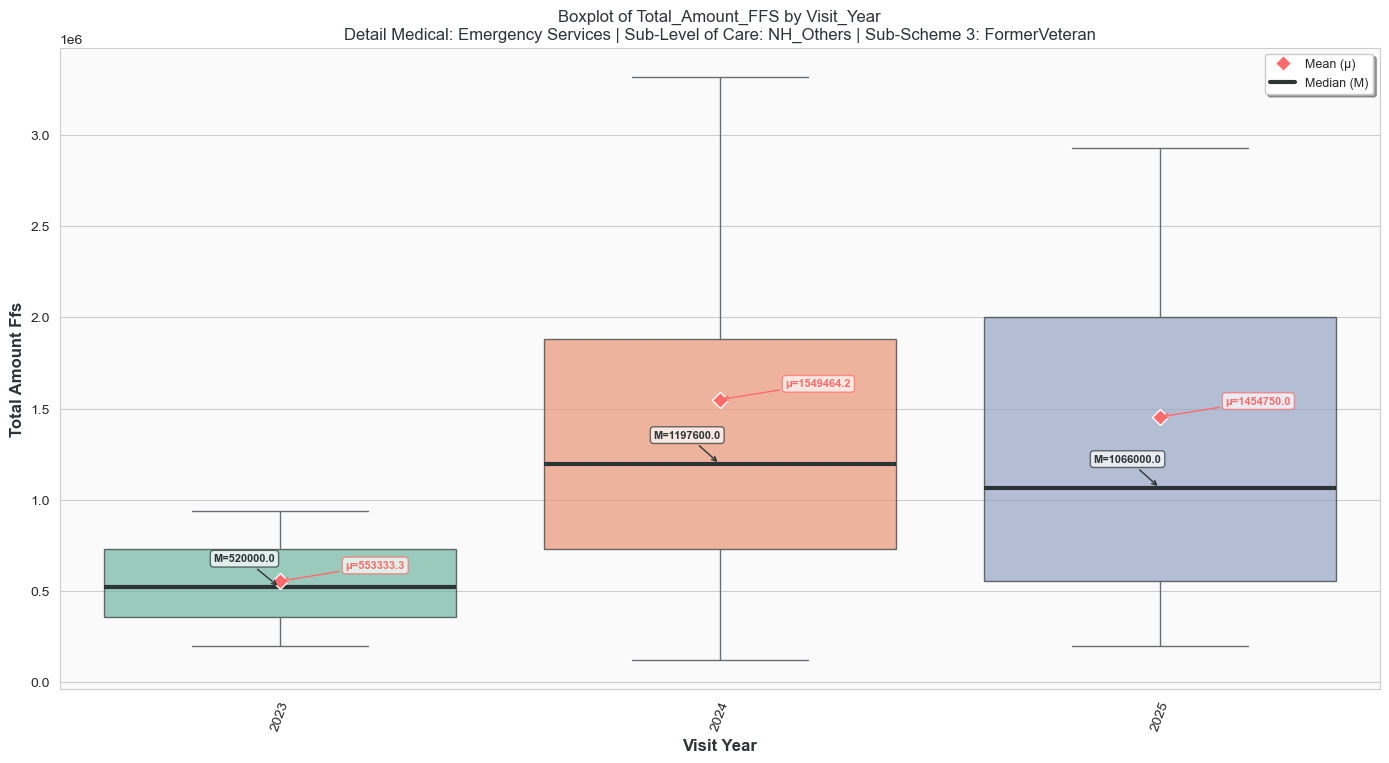 Boxplot of Total_Amount_FFS by Visit_Year
Detail Medical: Emergency Services | Sub-Level of Care: NH_Others | Sub-Scheme 3: FormerVeteran
1e6
Mean (μ)
Median (M)
3.0
2.5
2.0
1.5
1.0
0.5
0.0
Total Amount Ffs
M=520000.0
μ=553333.3
μ=1549464.2
M=1197600.0
μ=1454750.0
M=1066000.0
2023
2024
2025
Visit Year